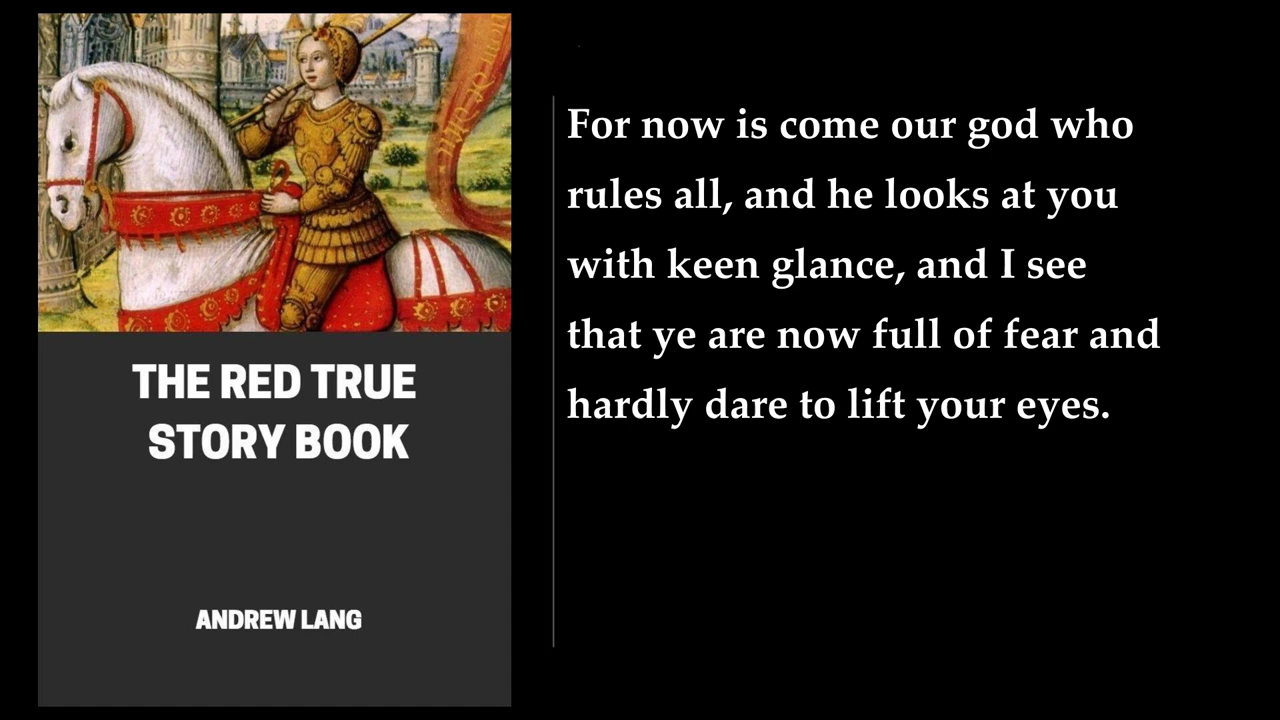 THE RED TRUE
STORY BOOK
ANDREW LANG
For now is come our god who
rules all, and he looks at you
with keen glance, and I see
that ye are now full of fear and
hardly dare to lift your eyes.